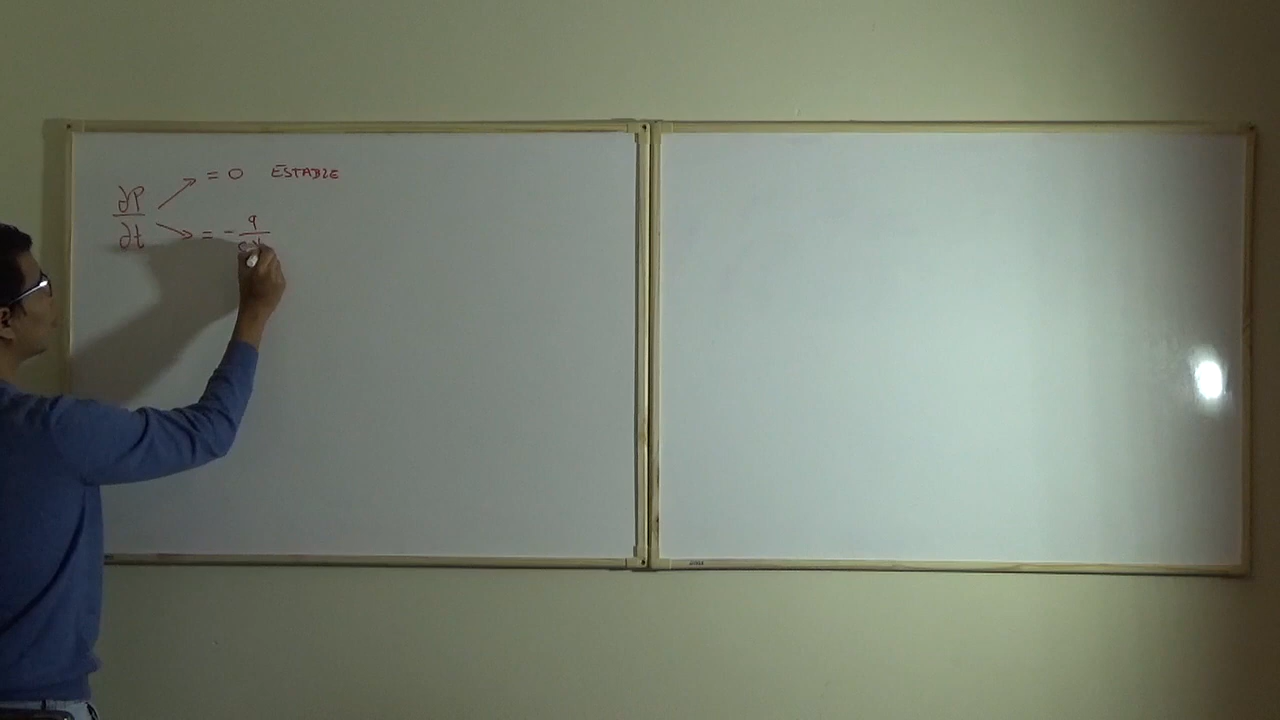 ∂P/∂t
= 0 ESTABLE
= - q/c